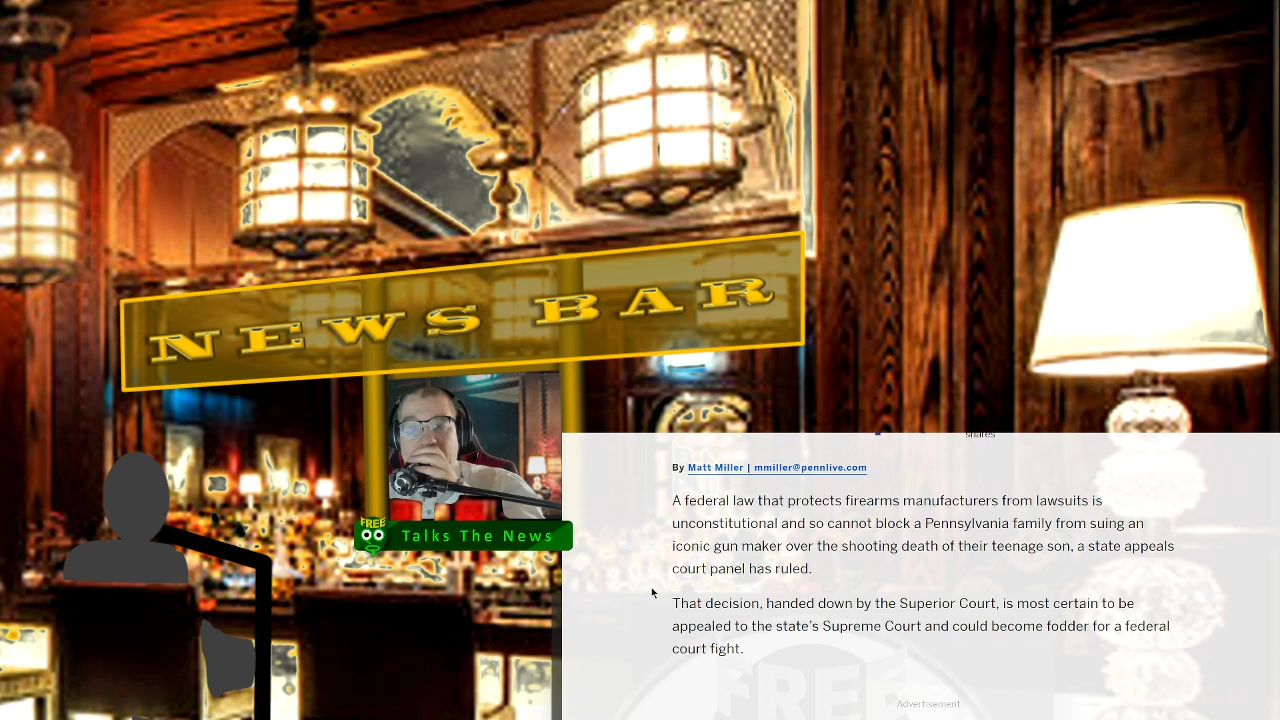 NEWS BAR
FREE
Talks The News
shares
By Matt Miller | mmiller@pennlive.com
A federal law that protects firearms manufacturers from lawsuits is
unconstitutional and so cannot block a Pennsylvania family from suing an
iconic gun maker over the shooting death of their teenage son, a state appeals
court panel has ruled.
That decision, handed down by the Superior Court, is most certain to be
appealed to the state’s Supreme Court and could become fodder for a federal
court fight.
FREE
Advertisement